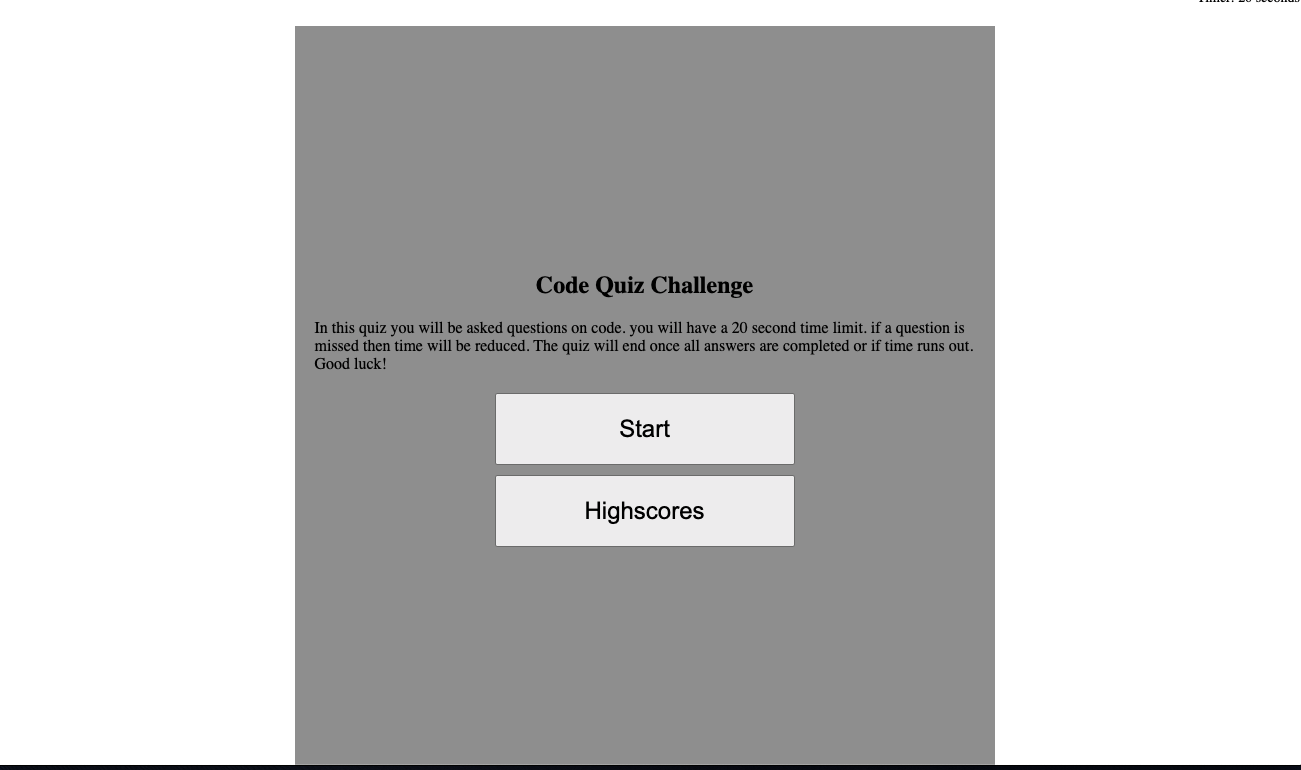 Timer: 20 seconds
Code Quiz Challenge
In this quiz you will be asked questions on code. you will have a 20 second time limit. if a question is
missed then time will be reduced. The quiz will end once all answers are completed or if time runs out.
Good luck!
Start
Highscores